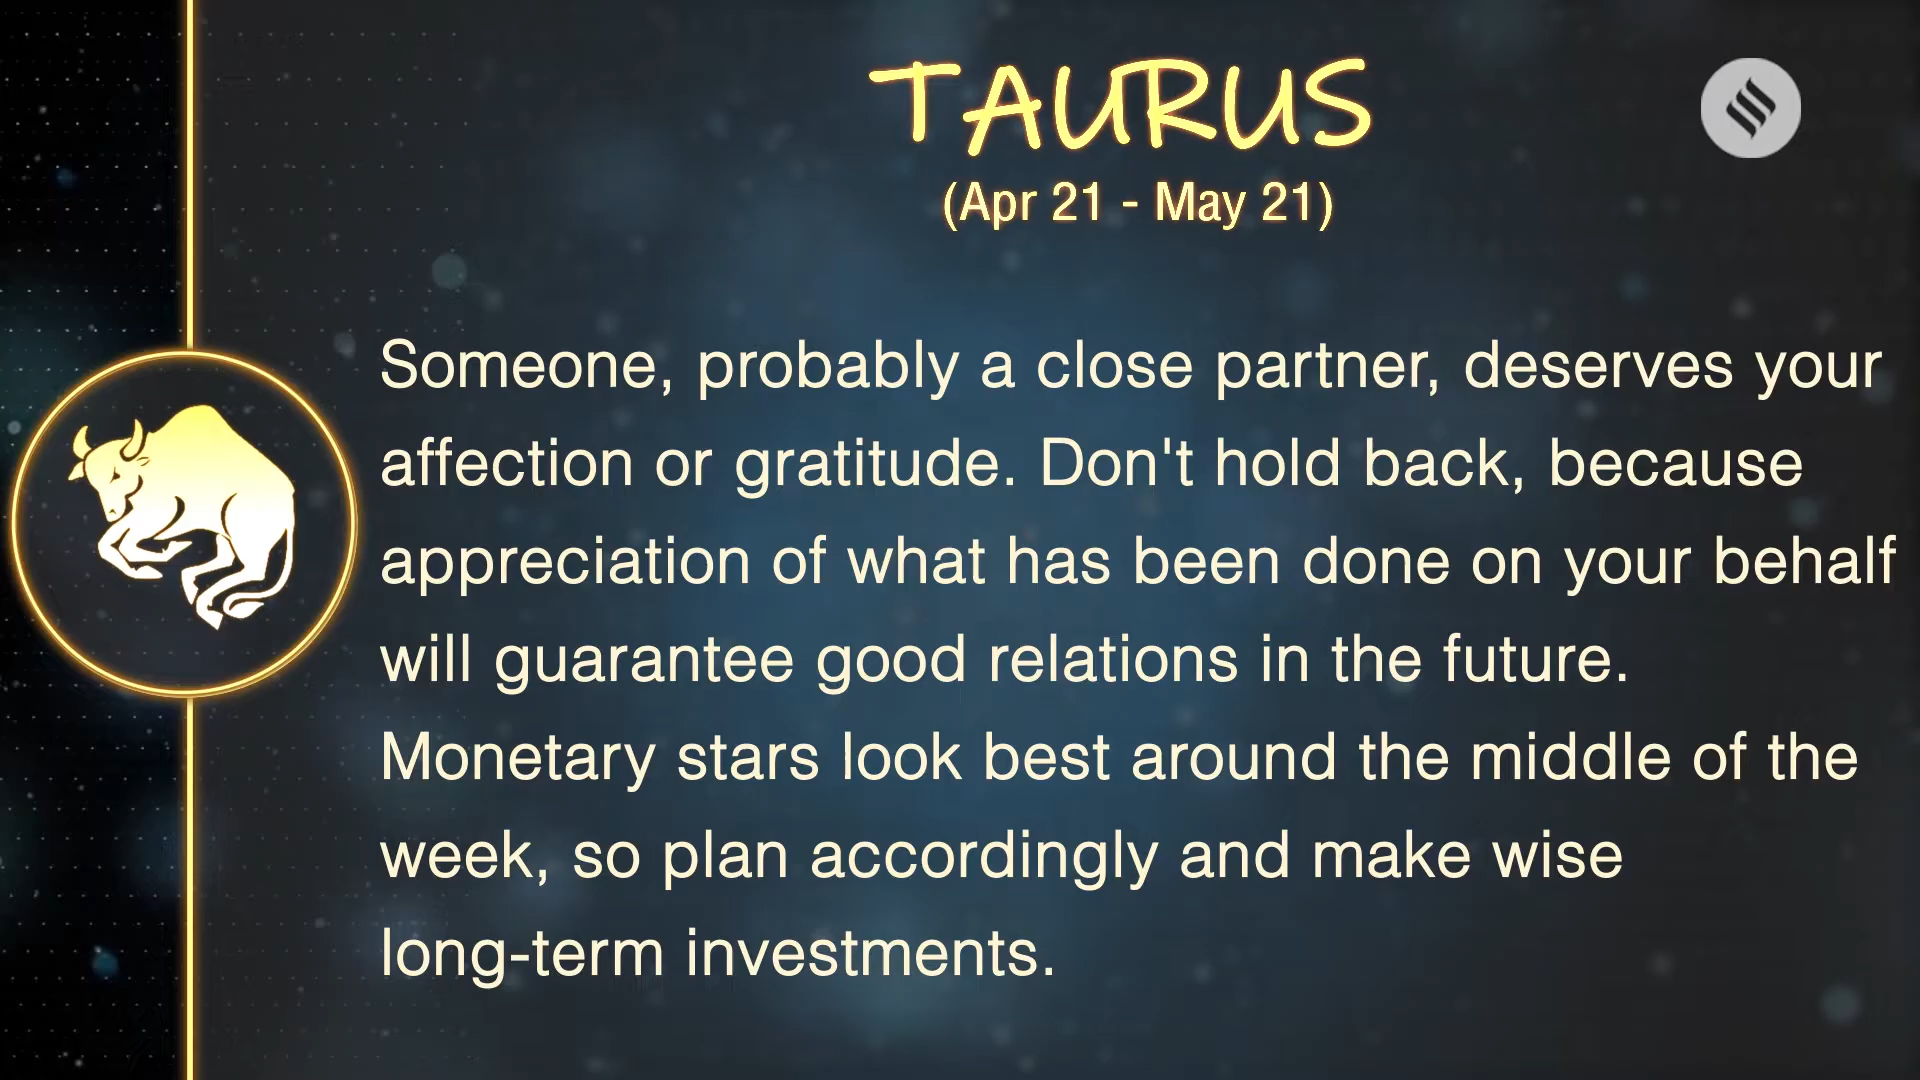 TAURUS
(Apr 21 - May 21)
Someone, probably a close partner, deserves your
affection or gratitude. Don't hold back, because
appreciation of what has been done on your behalf
will guarantee good relations in the future.
Monetary stars look best around the middle of the
week, so plan accordingly and make wise
long-term investments.